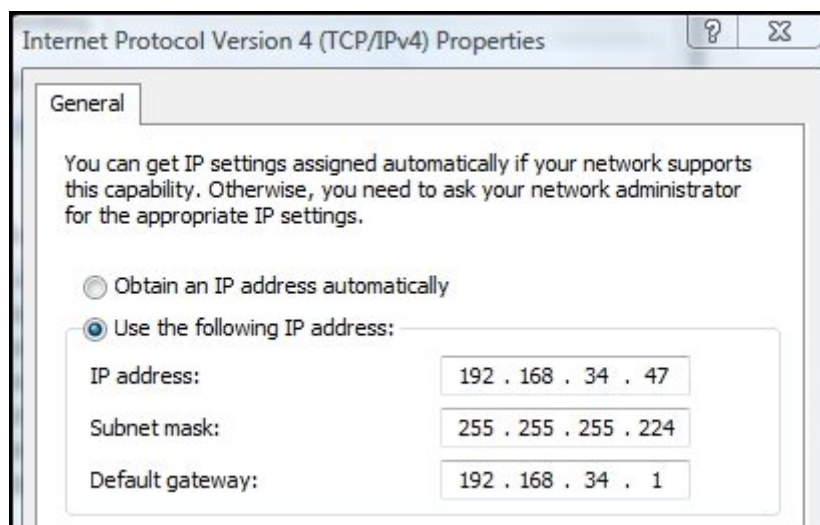 Internet Protocol Version 4 (TCP/IPv4) Properties
General
You can get IP settings assigned automatically if your network supports
this capability. Otherwise, you need to ask your network administrator
for the appropriate IP settings.
Obtain an IP address automatically
Use the following IP address:
IP address: 192 . 168 . 34 . 47
Subnet mask: 255 . 255 . 255 . 224
Default gateway: 192 . 168 . 34 . 1